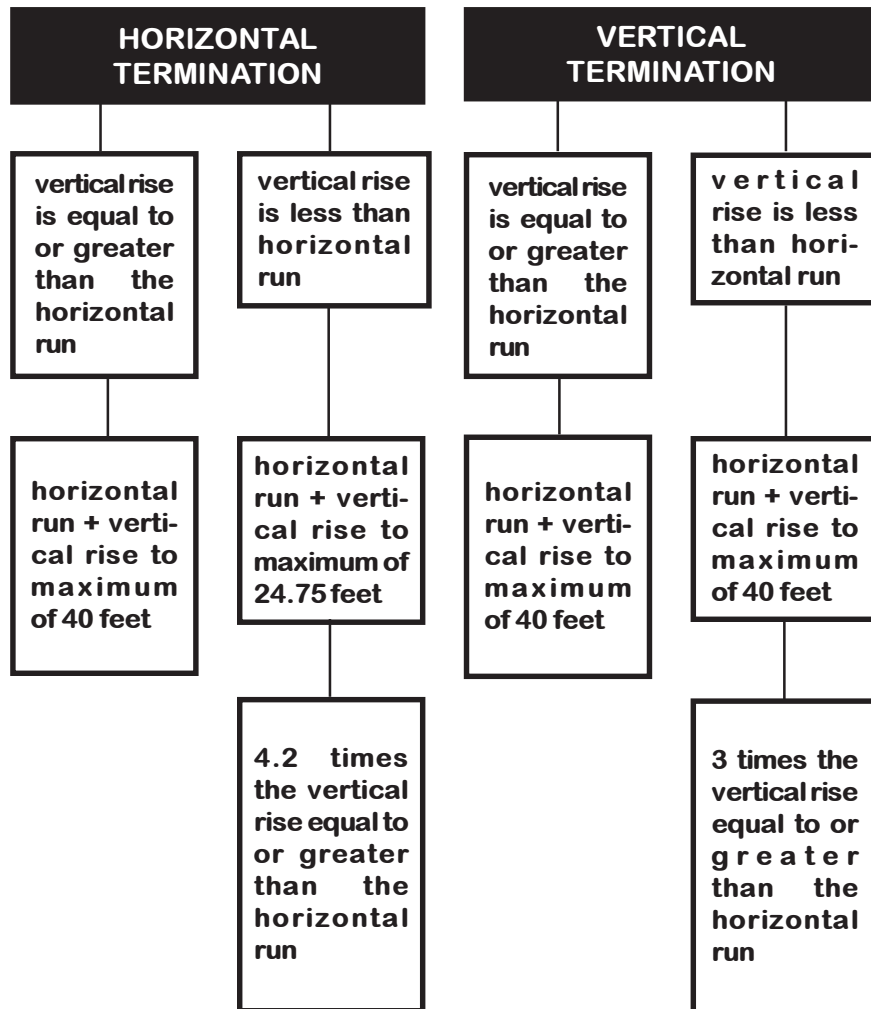 HORIZONTAL
TERMINATION
vertical rise
is equal to
or greater
than the
horizontal
run
horizontal
run + verti-
cal rise to
maximum
of 40 feet
vertical rise
is less than
horizontal
run
horizontal
run + verti-
cal rise to
maximum of
24.75 feet
4.2 times
the vertical
rise equal to
or greater
than the
horizontal
run
VERTICAL
TERMINATION
vertical rise
is equal to
or greater
than the
horizontal
run
horizontal
run + verti-
cal rise to
maximum
of 40 feet
vertical
rise is less
than hori-
zontal run
horizontal
run + verti-
cal rise to
maximum
of 40 feet
3 times the
vertical rise
equal to or
greater
than the
horizontal
run